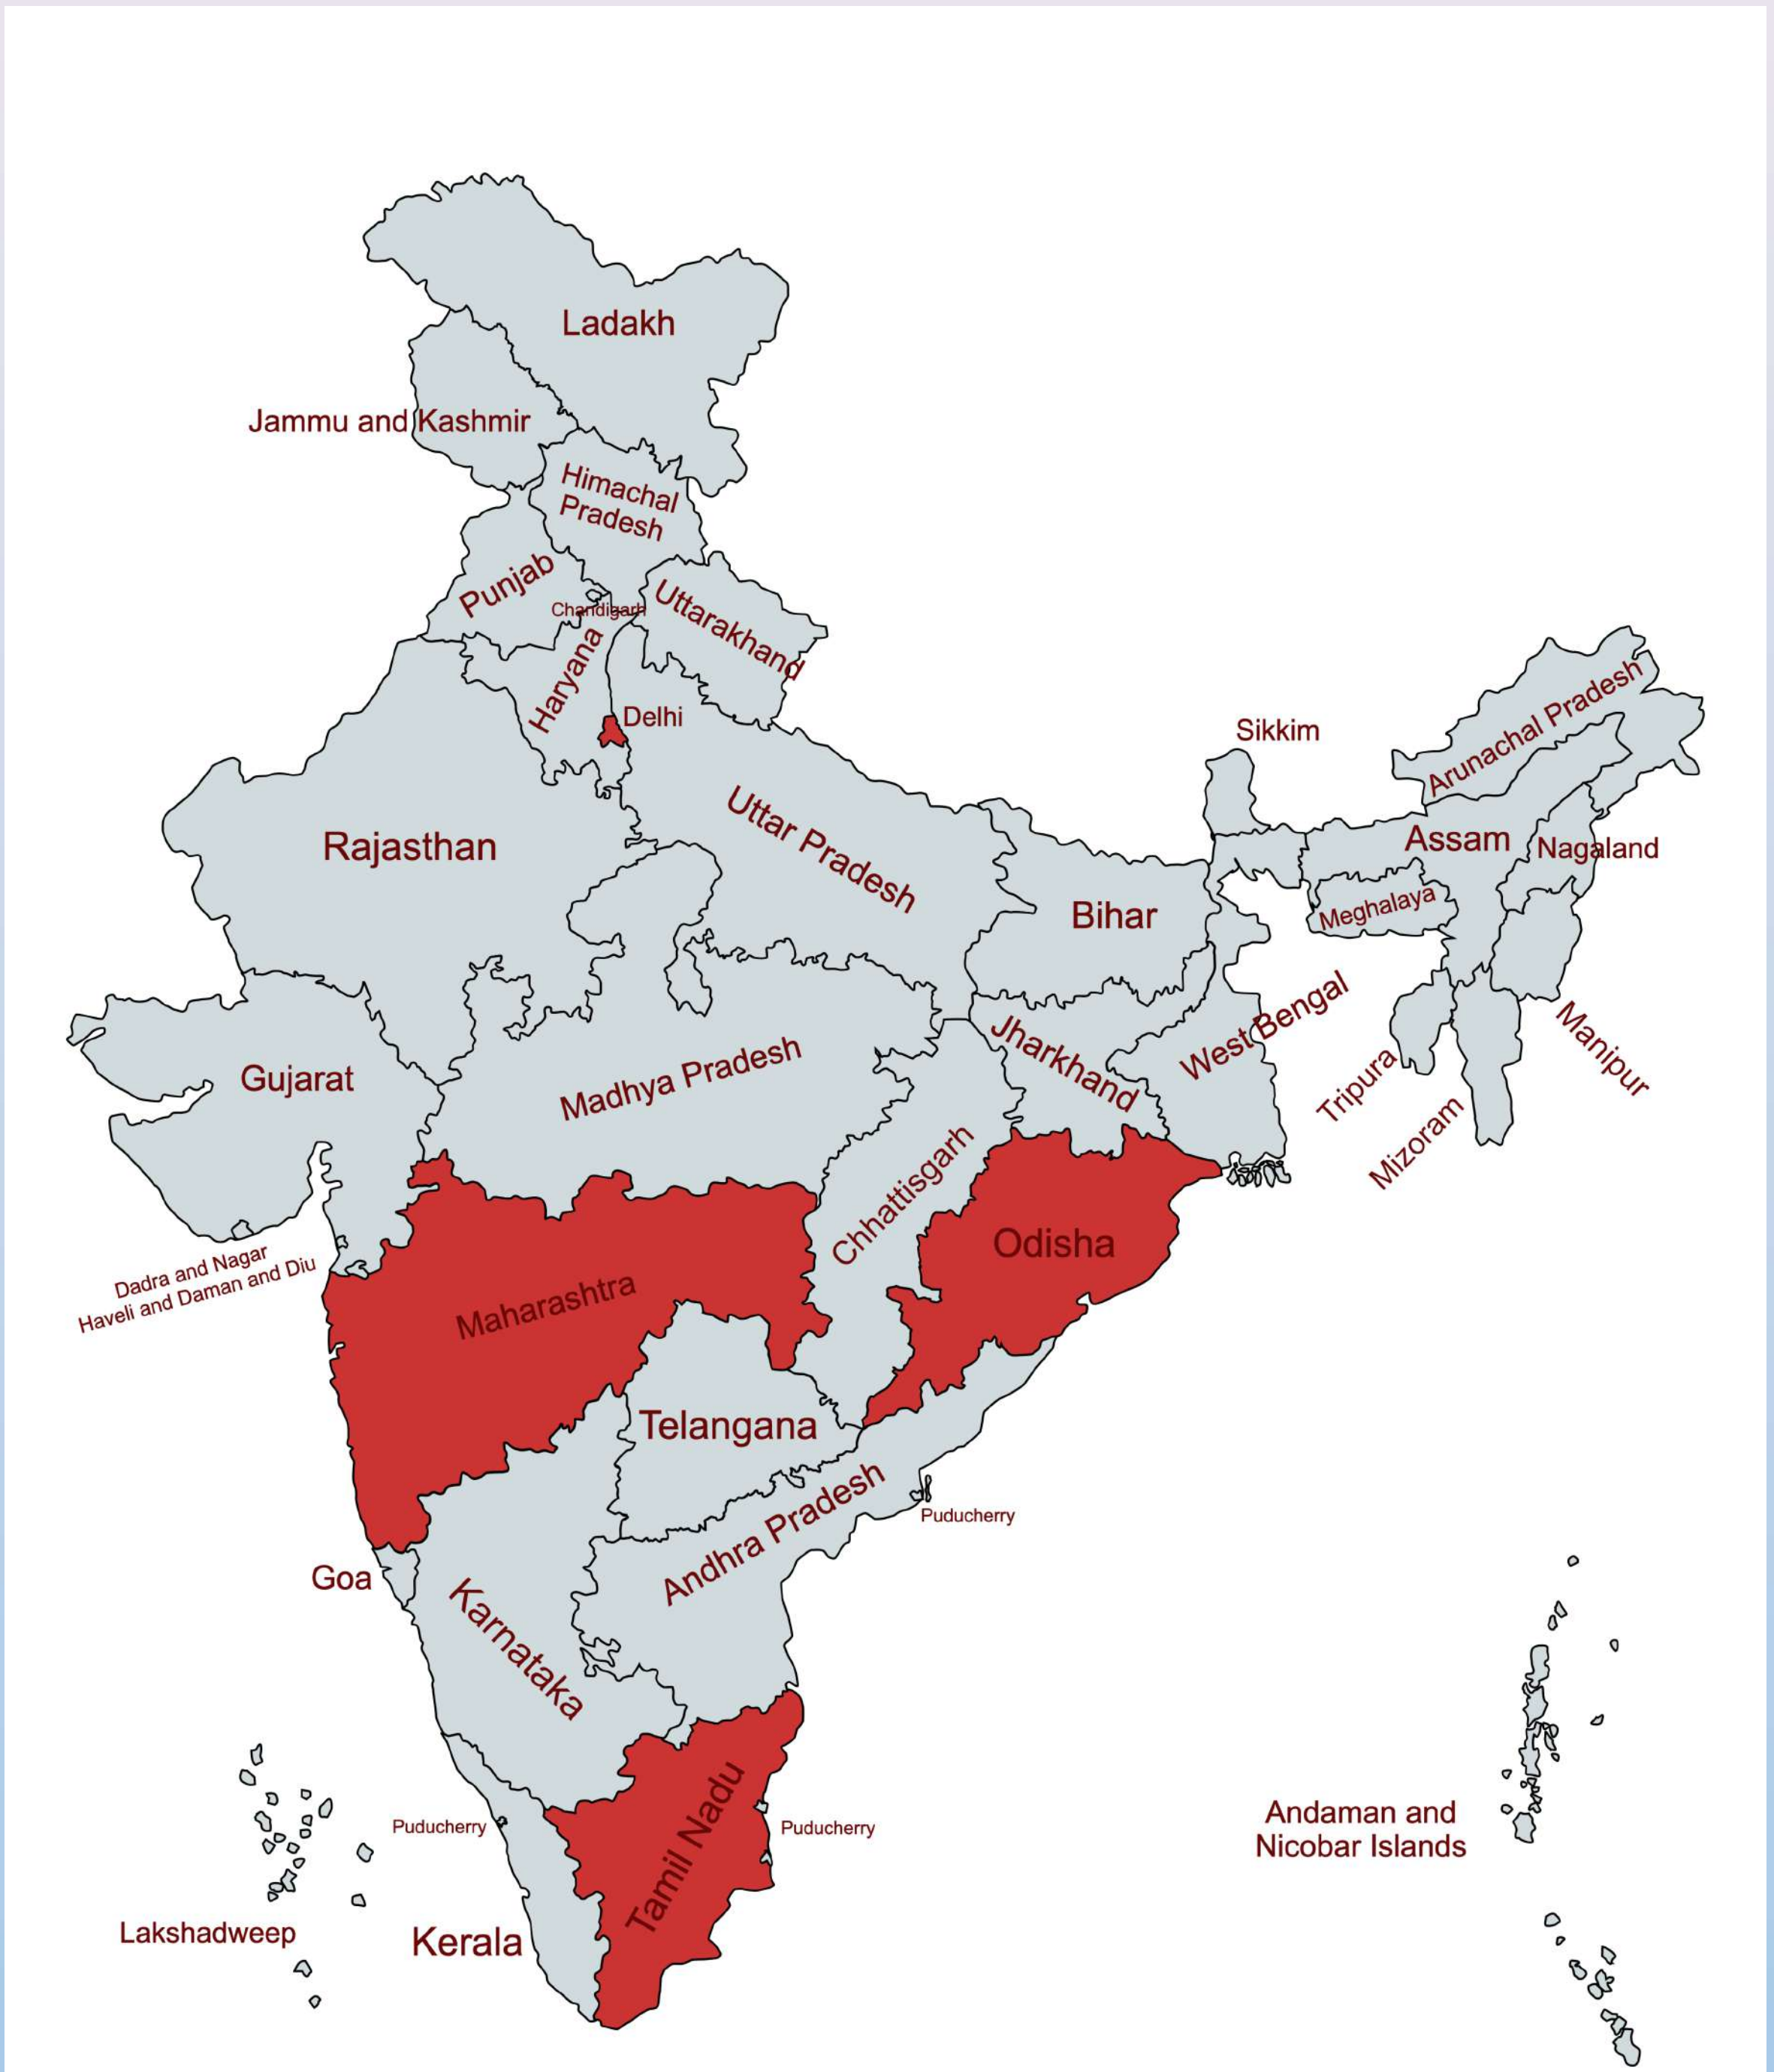 Ladakh
Jammu and Kashmir
Himachal
Pradesh
Punjab
Chandigarh
Uttarakhand
Haryana
Delhi
Sikkim
Arunachal Pradesh
Rajasthan
Uttar Pradesh
Assam
Nagaland
Bihar
Meghalaya
West Bengal
Manipur
Gujarat
Madhya Pradesh
Jharkhand
Tripura
Mizoram
Chhattisgarh
Odisha
Dadra and Nagar
Haveli and Daman and Diu
Maharashtra
Telangana
Andhra Pradesh
Puducherry
Goa
Karnataka
Tamil Nadu
Puducherry
Puducherry
Andaman and
Nicobar Islands
Lakshadweep
Kerala